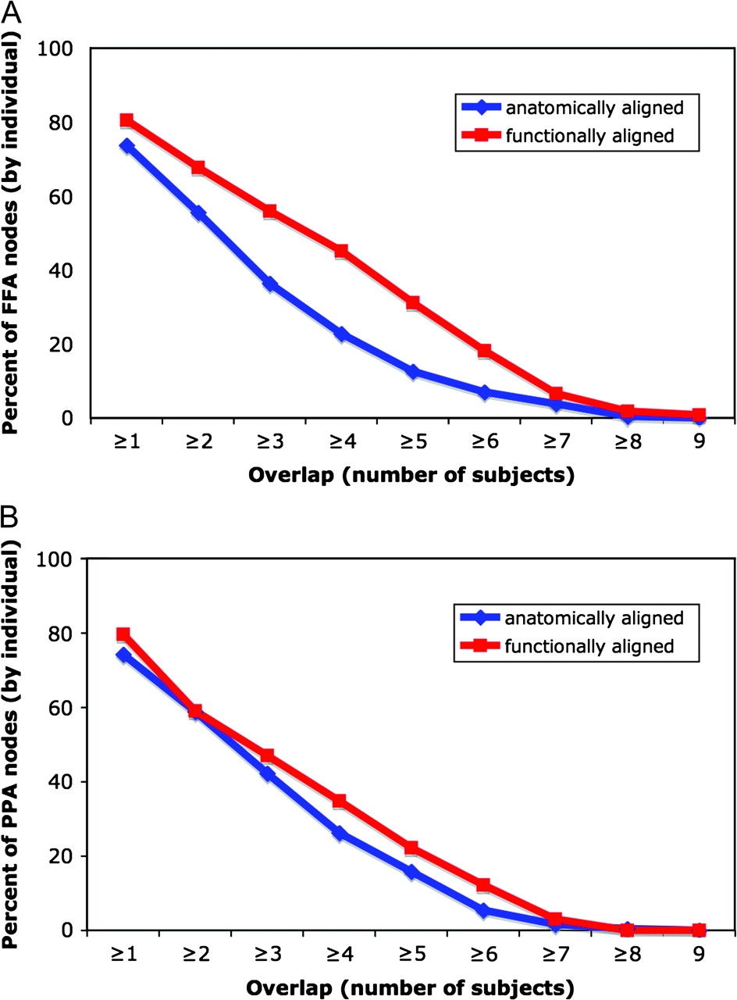 A
Percent of FFA nodes (by individual)
100
80
60
40
20
0
anatomically aligned
functionally aligned
≥1 ≥2 ≥3 ≥4 ≥5 ≥6 ≥7 ≥8 9
Overlap (number of subjects)
B
Percent of PPA nodes (by individual)
100
80
60
40
20
0
anatomically aligned
functionally aligned
≥1 ≥2 ≥3 ≥4 ≥5 ≥6 ≥7 ≥8 9
Overlap (number of subjects)